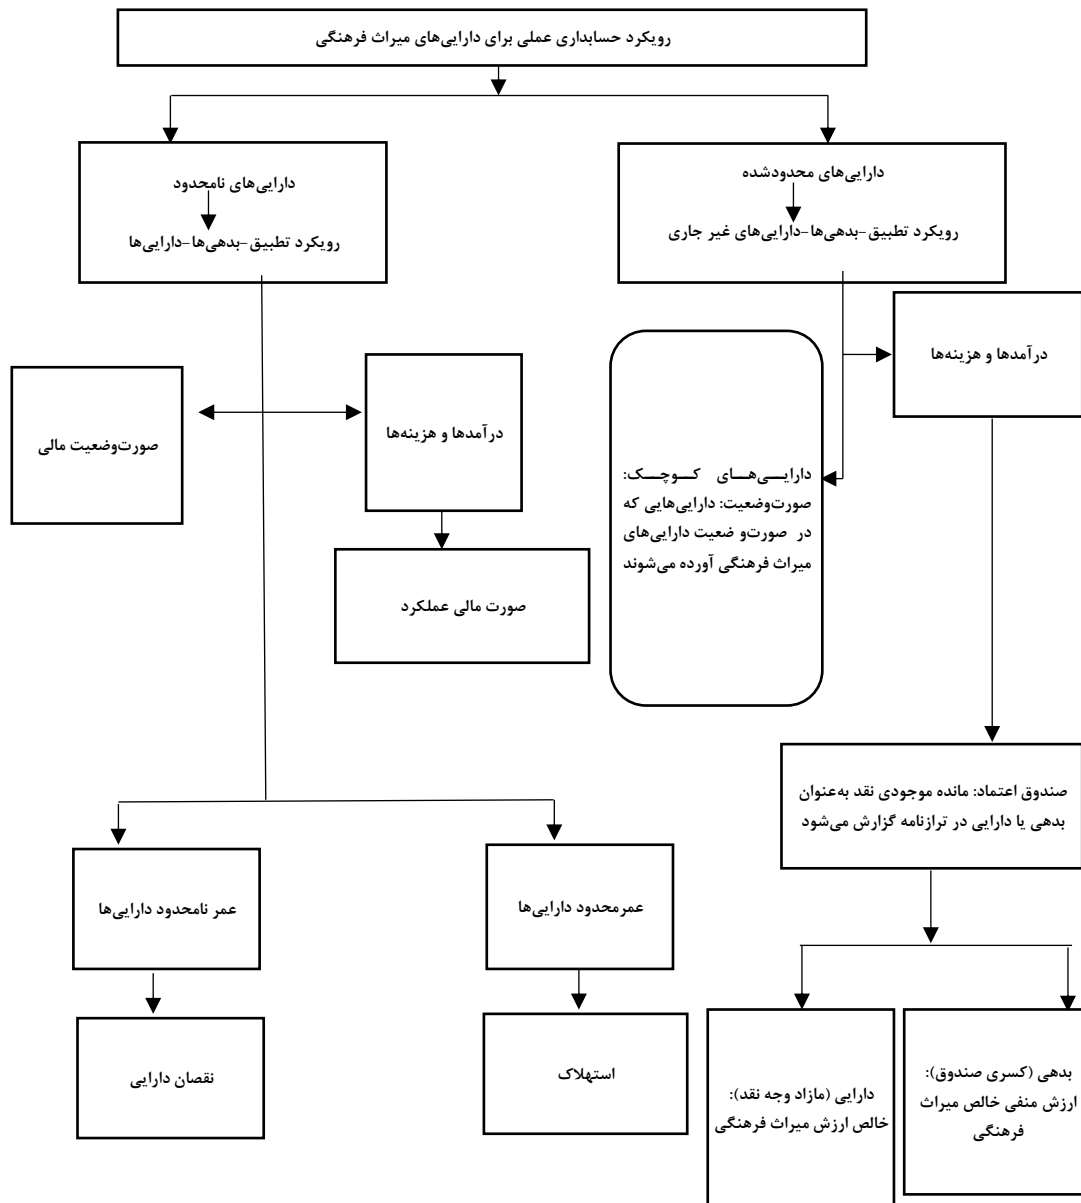 رویکرد حسابداری عملی برای دارایی‌های میراث فرهنگی
دارایی‌های محدودشده
رویکرد تطبیق-بدهی‌ها-دارایی‌های غیر جاری
دارایی‌های نامحدود
رویکرد تطبیق-بدهی‌ها-دارایی‌ها
درآمدها و هزینه‌ها
دارایی‌های کوچک:
صورت‌وضعیت: دارایی‌هایی که
در صورت‌و ضعیت دارایی‌های
میراث فرهنگی آورده می‌شوند
درآمدها و هزینه‌ها
صورت‌وضعیت مالی
صورت مالی عملکرد
صندوق اعتماد: مانده موجودی نقد به‌عنوان
بدهی یا دارایی در ترازنامه گزارش می‌شود
عمرمحدود دارایی‌ها
عمر نامحدود دارایی‌ها
بدهی (کسری صندوق):
ارزش منفی خالص میراث
فرهنگی
دارایی (مازاد وجه نقد):
خالص ارزش میراث فرهنگی
استهلاک
نقصان دارایی